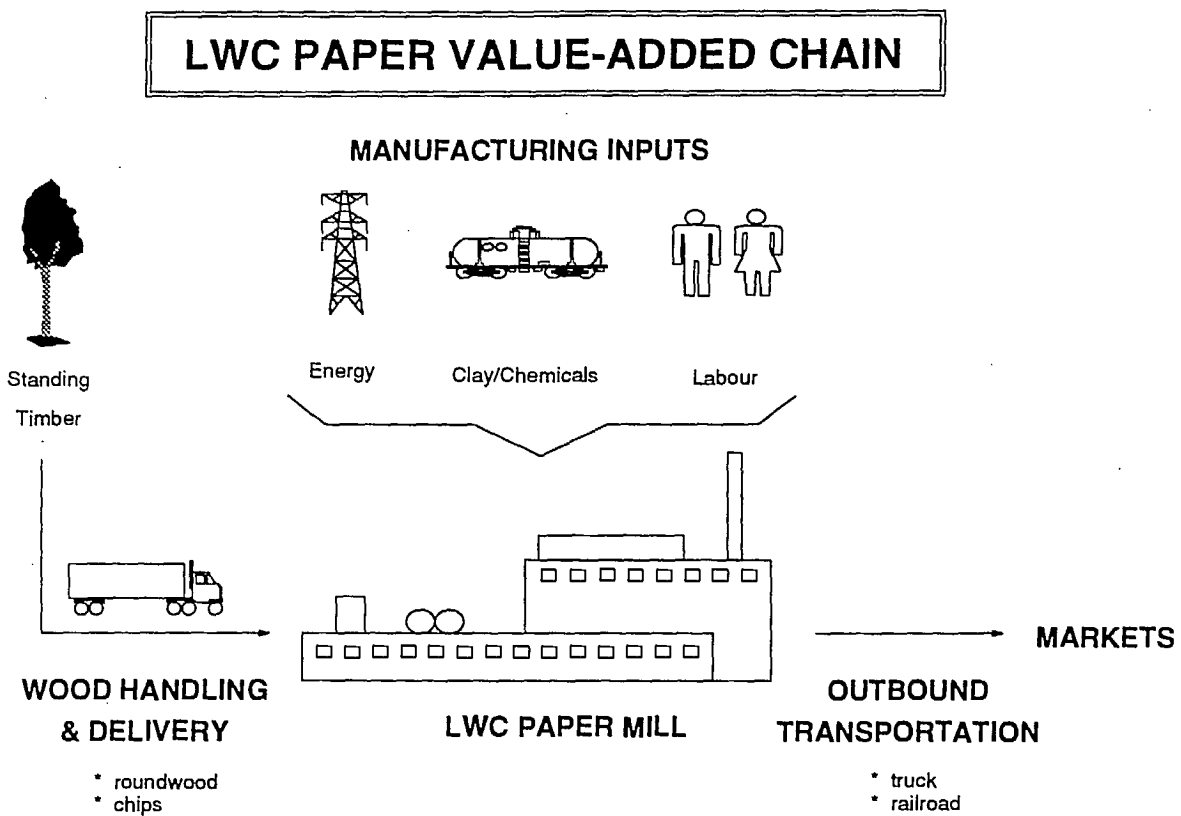 LWC PAPER VALUE-ADDED CHAIN
MANUFACTURING INPUTS
Standing
Timber
Energy
Clay/Chemicals
Labour
WOOD HANDLING
& DELIVERY
* roundwood
* chips
LWC PAPER MILL
OUTBOUND
TRANSPORTATION
* truck
* railroad
MARKETS